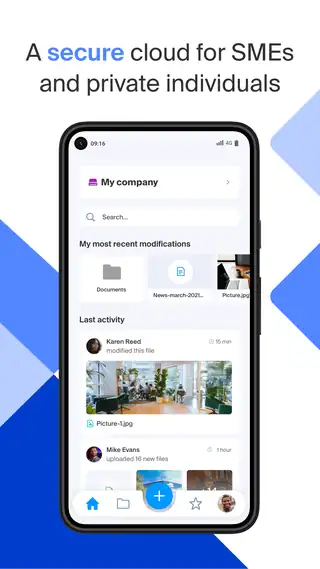 A secure cloud for SMEs
and private individuals
09:16
4G
My company
Search...
My most recent modifications
Documents
News-march-2021...
Picture.jpg
Last activity
Karen Reed
15 min
modified this file
Picture-1.jpg
Mike Evans
1 hour
uploaded 16 new files